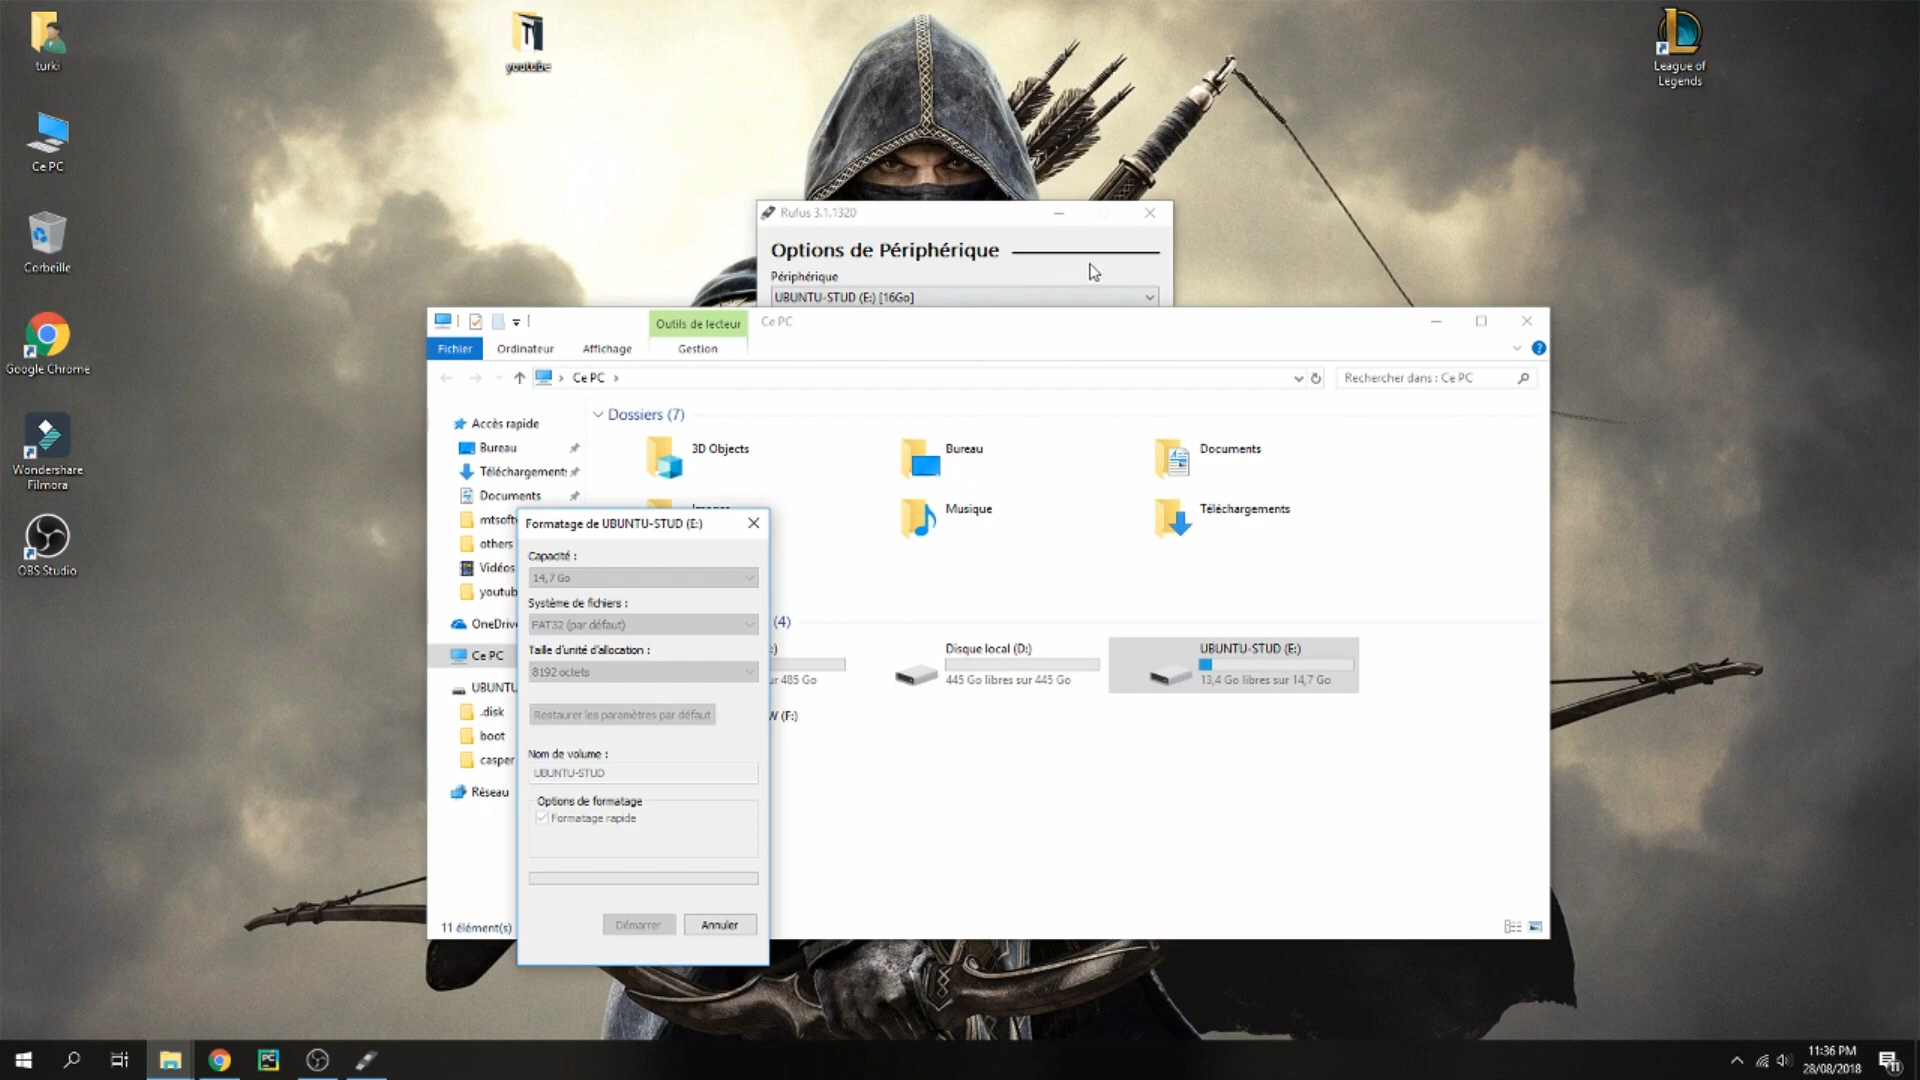 turki
youtube
League of
Legends
Ce PC
Corbeille
Google Chrome
Wondershare
Filmora
OBS Studio
Rufus 3.1.1320
Options de Périphérique
Périphérique
UBUNTU-STUD (E:) [16Go]
Outils de lecteur
Ce PC
Fichier
Ordinateur
Affichage
Gestion
Ce PC
Rechercher dans : Ce PC
Accès rapide
Bureau
Téléchargement
Documents
mtsoft
others
Vidéos
youtub
OneDrive
Ce PC
UBUNTU
.disk
boot
casper
Réseau
11 élément(s)
Dossiers (7)
3D Objects
Bureau
Documents
Musique
Téléchargements
(4)
ur 485 Go
Disque local (D:)
445 Go libres sur 445 Go
UBUNTU-STUD (E:)
13,4 Go libres sur 14,7 Go
W (F:)
Formatage de UBUNTU-STUD (E:)
Capacité :
14,7 Go
Système de fichiers :
FAT32 (par défaut)
Taille d'unité d'allocation :
8192 octets
Restaurer les paramètres par défaut
Nom de volume :
UBUNTU-STUD
Options de formatage
Formatage rapide
Démarrer
Annuler
PC
11:36 PM
28/08/2018
11